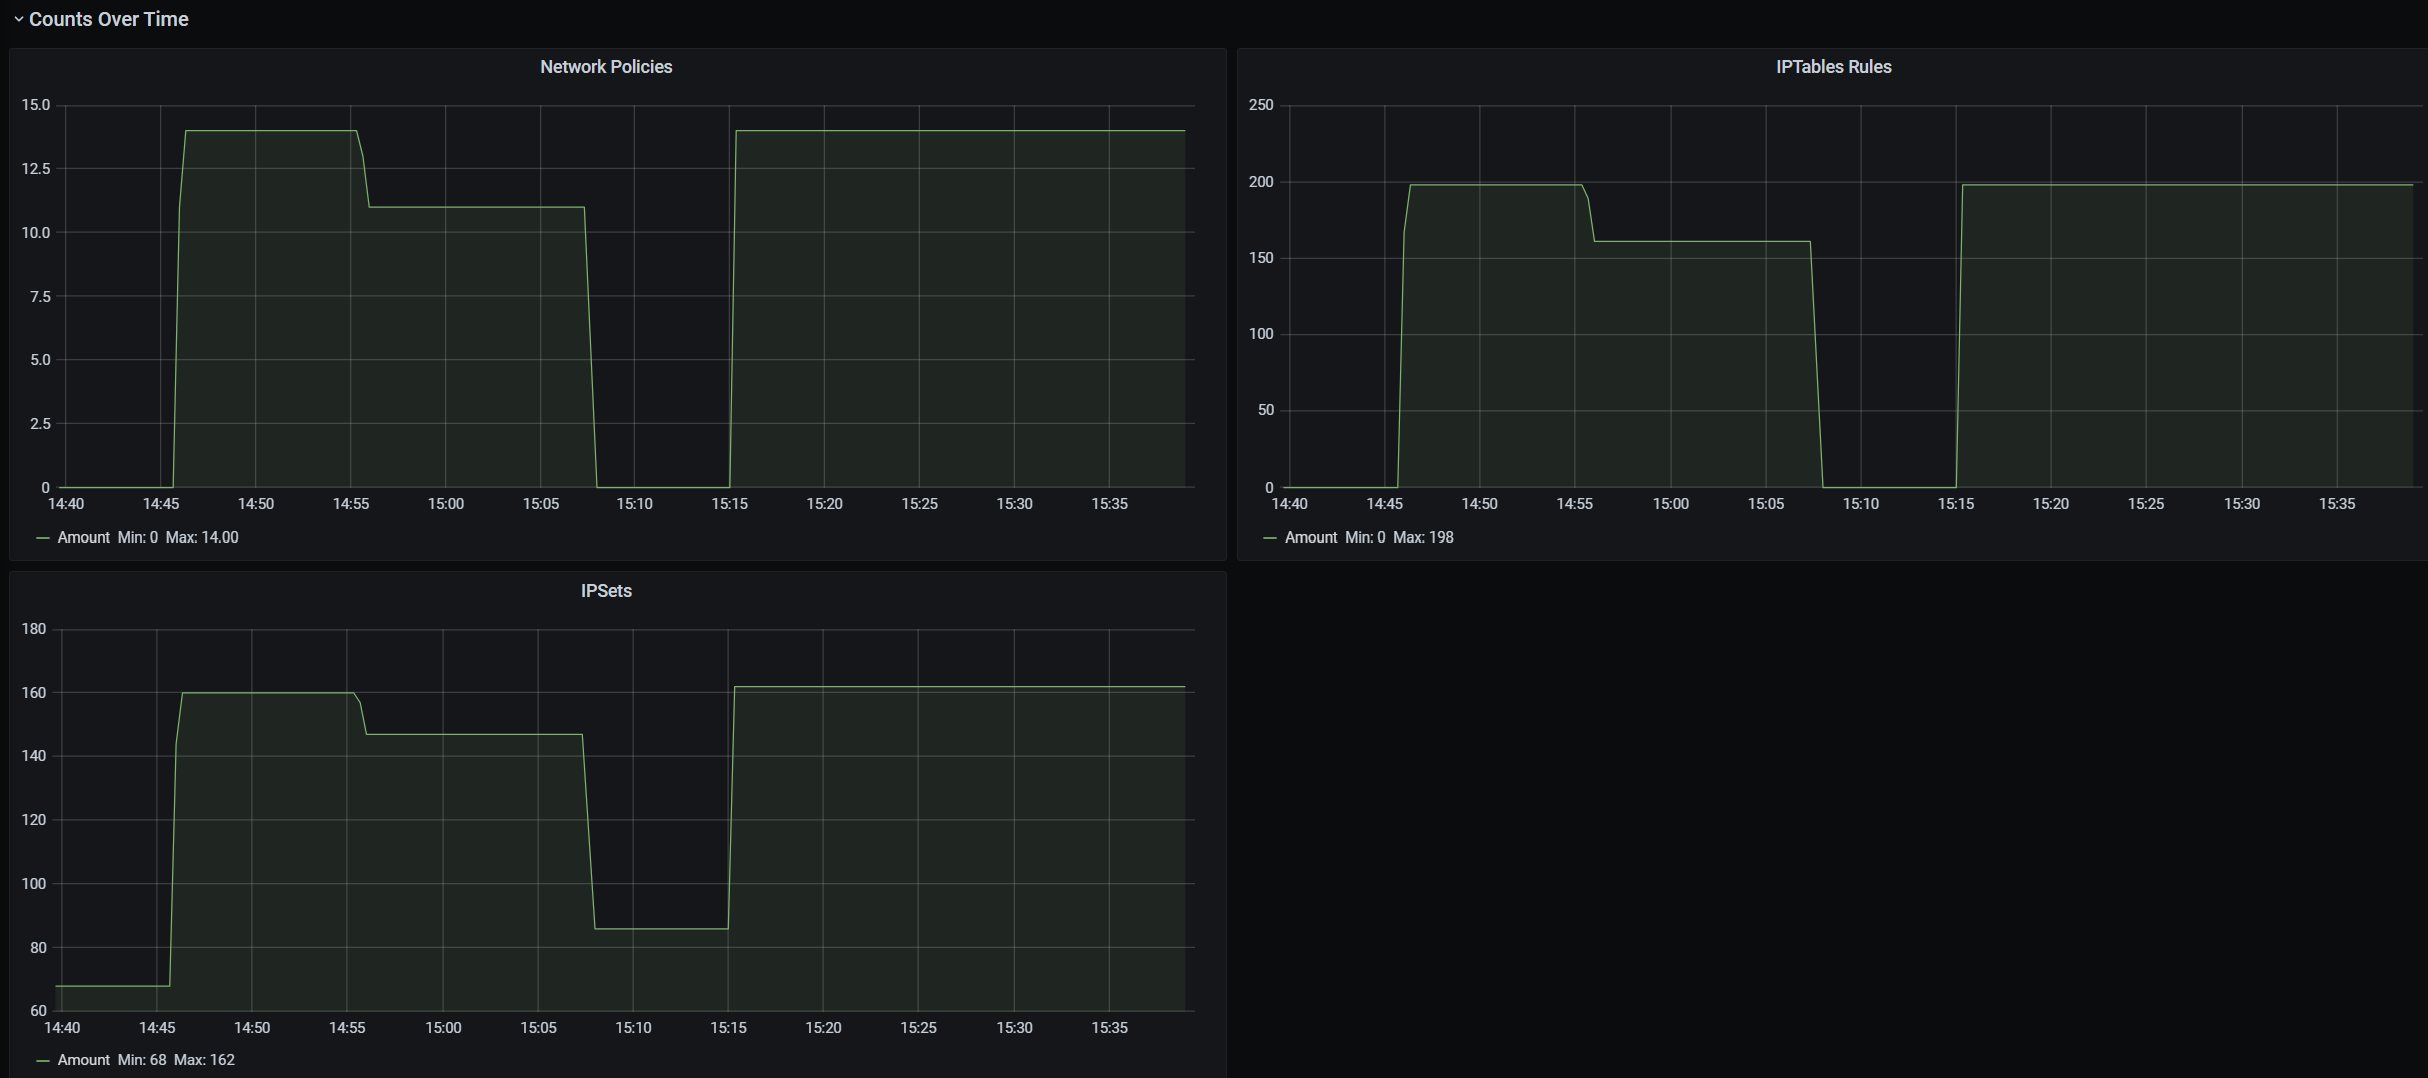 Counts Over Time
Network Policies
15.0
12.5
10.0
7.5
5.0
2.5
0
14:40 14:45 14:50 14:55 15:00 15:05 15:10 15:15 15:20 15:25 15:30 15:35
Amount Min: 0 Max: 14.00
IPTables Rules
250
200
150
100
50
0
14:40 14:45 14:50 14:55 15:00 15:05 15:10 15:15 15:20 15:25 15:30 15:35
Amount Min: 0 Max: 198
IPSets
180
160
140
120
100
80
60
14:40 14:45 14:50 14:55 15:00 15:05 15:10 15:15 15:20 15:25 15:30 15:35
Amount Min: 68 Max: 162